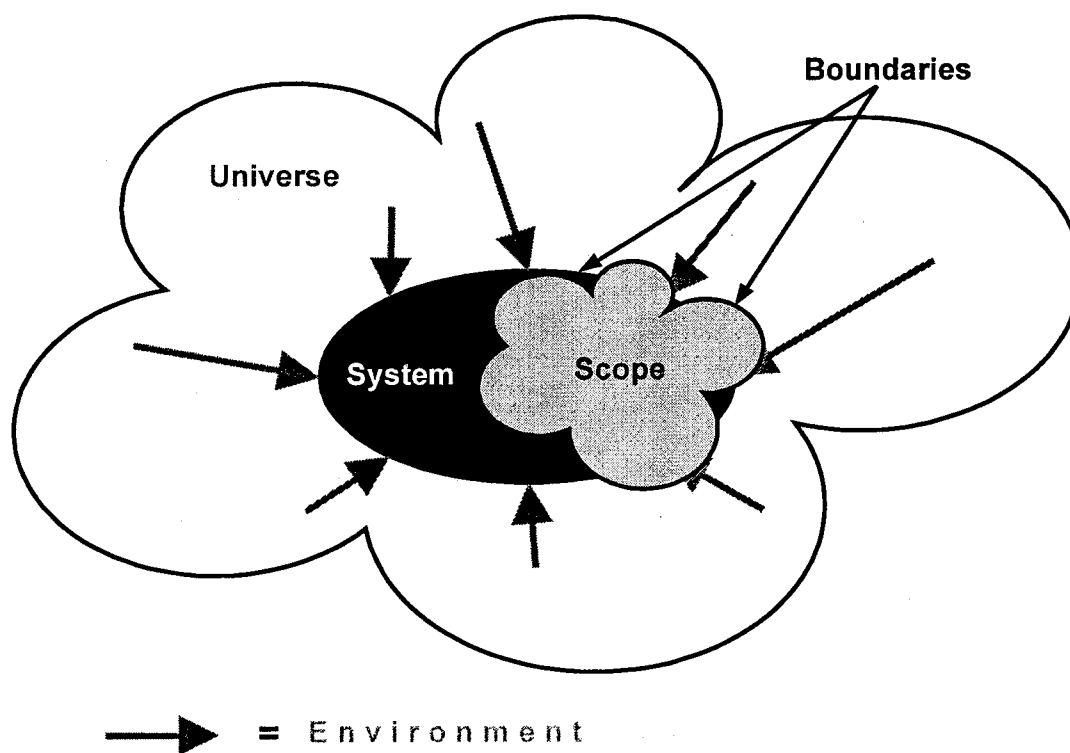 Boundaries
Universe
System
Scope
= Environment